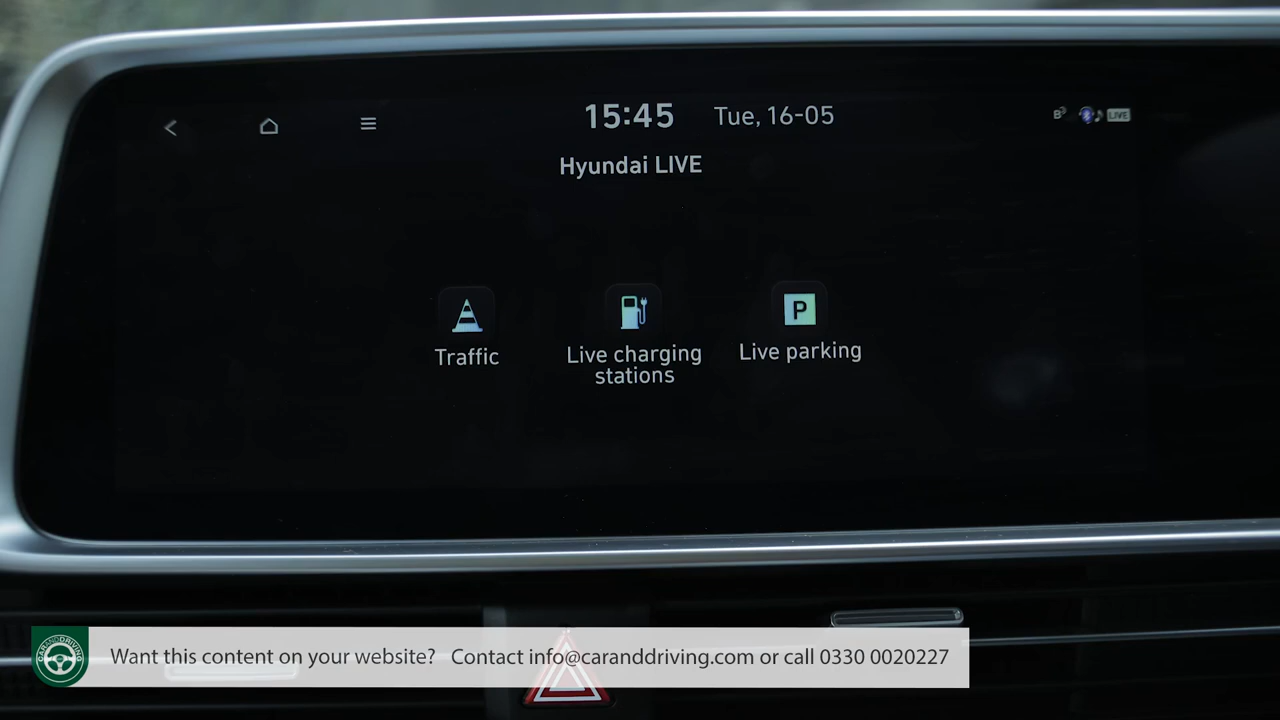 15:45 Tue, 16-05
LIVE
Hyundai LIVE
P
Traffic
Live charging
stations
Live parking
CARANDDRIVING
Want this content on your website? Contact info@caranddriving.com or call 0330 0020227